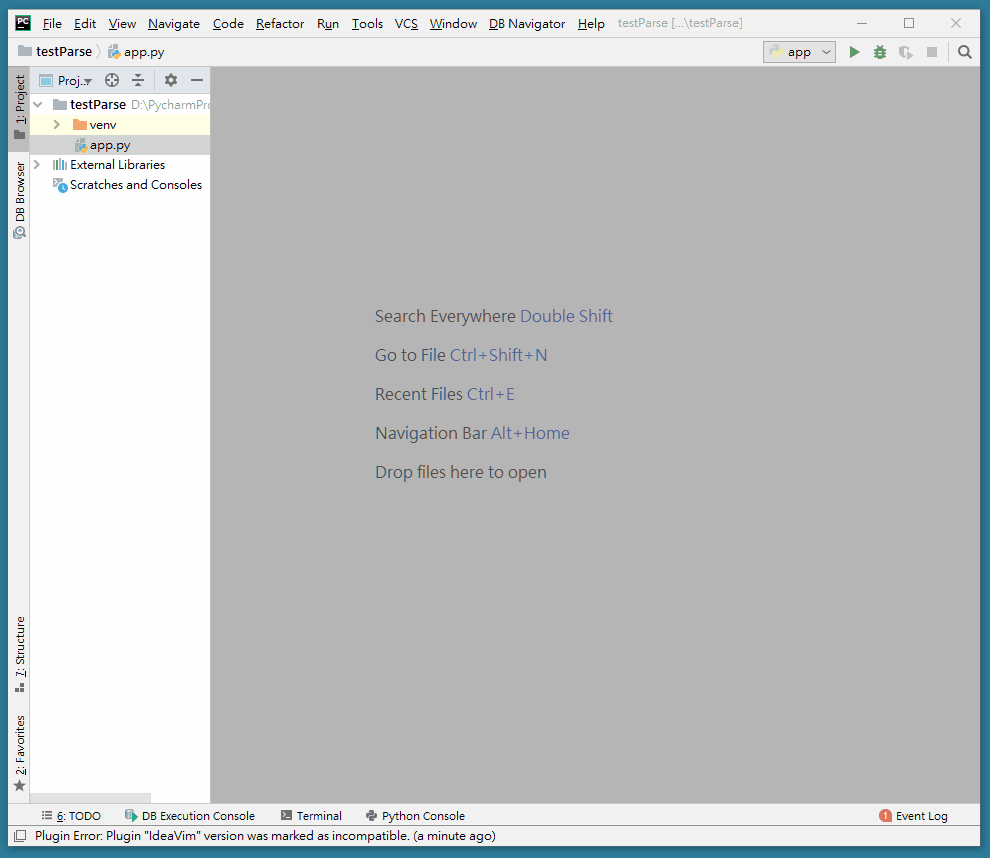 PC File Edit View Navigate Code Refactor Run Tools VCS Window DB Navigator Help testParse [...\testParse]
testParse app.py app
1: Project
Proj...
testParse D:\PycharmPro
venv
app.py
External Libraries
Scratches and Consoles
DB Browser
Search Everywhere Double Shift
Go to File Ctrl+Shift+N
Recent Files Ctrl+E
Navigation Bar Alt+Home
Drop files here to open
7: Structure
2: Favorites
6: TODO DB Execution Console Terminal Python Console 1 Event Log
Plugin Error: Plugin "IdeaVim" version was marked as incompatible. (a minute ago)